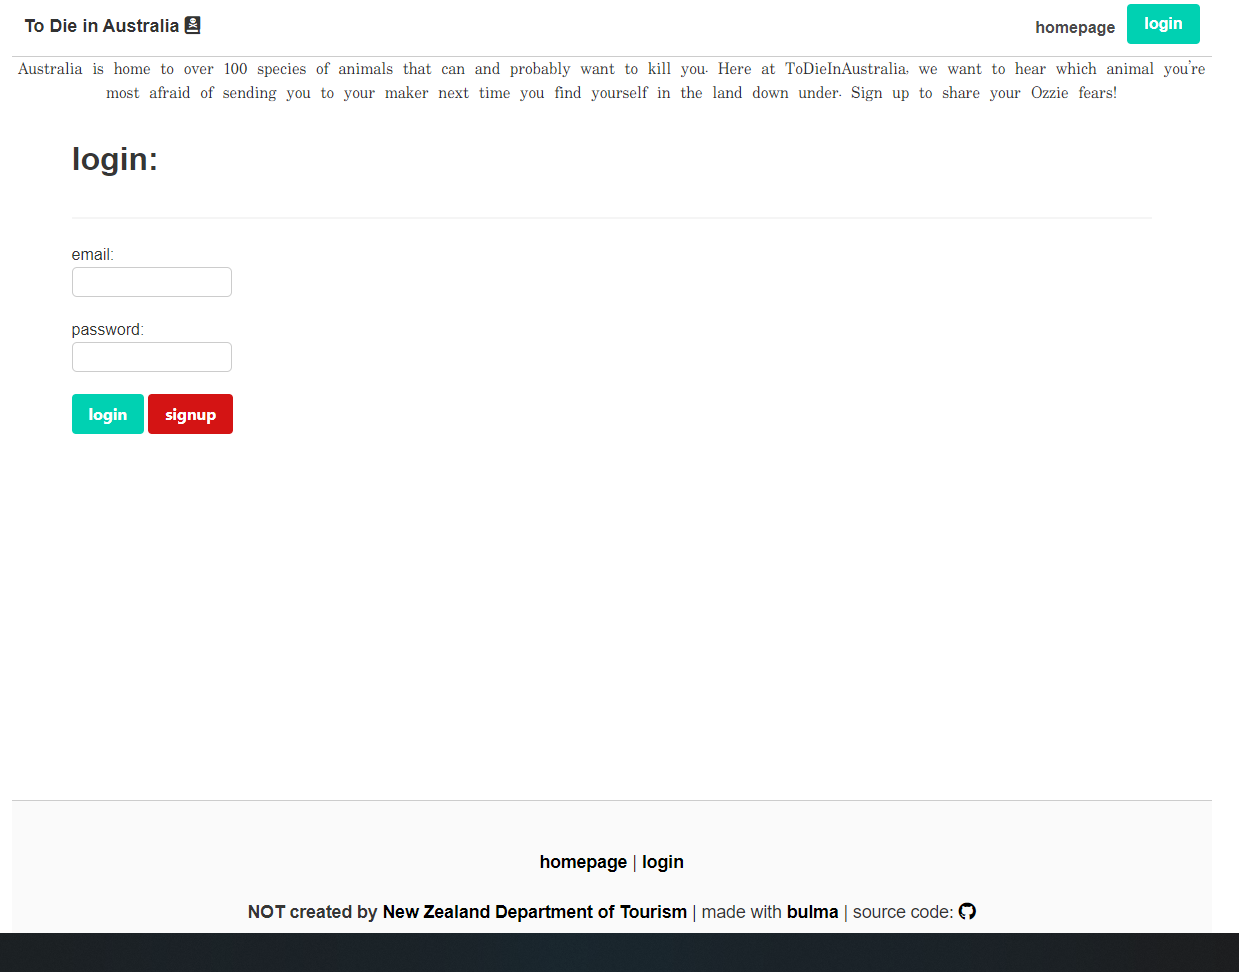 To Die in Australia
homepage
login
Australia is home to over 100 species of animals that can and probably want to kill you. Here at ToDieInAustralia, we want to hear which animal you're
most afraid of sending you to your maker next time you find yourself in the land down under. Sign up to share your Ozzie fears!
login:
email:
password:
login signup
homepage | login
NOT created by New Zealand Department of Tourism | made with bulma | source code: